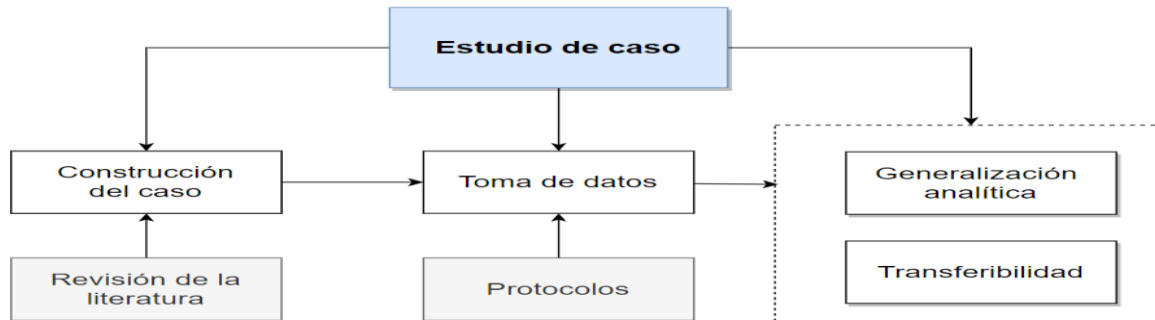 Estudio de caso
Construcción
del caso
Toma de datos
Generalización
analítica
Revisión de la
literatura
Protocolos
Transferibilidad